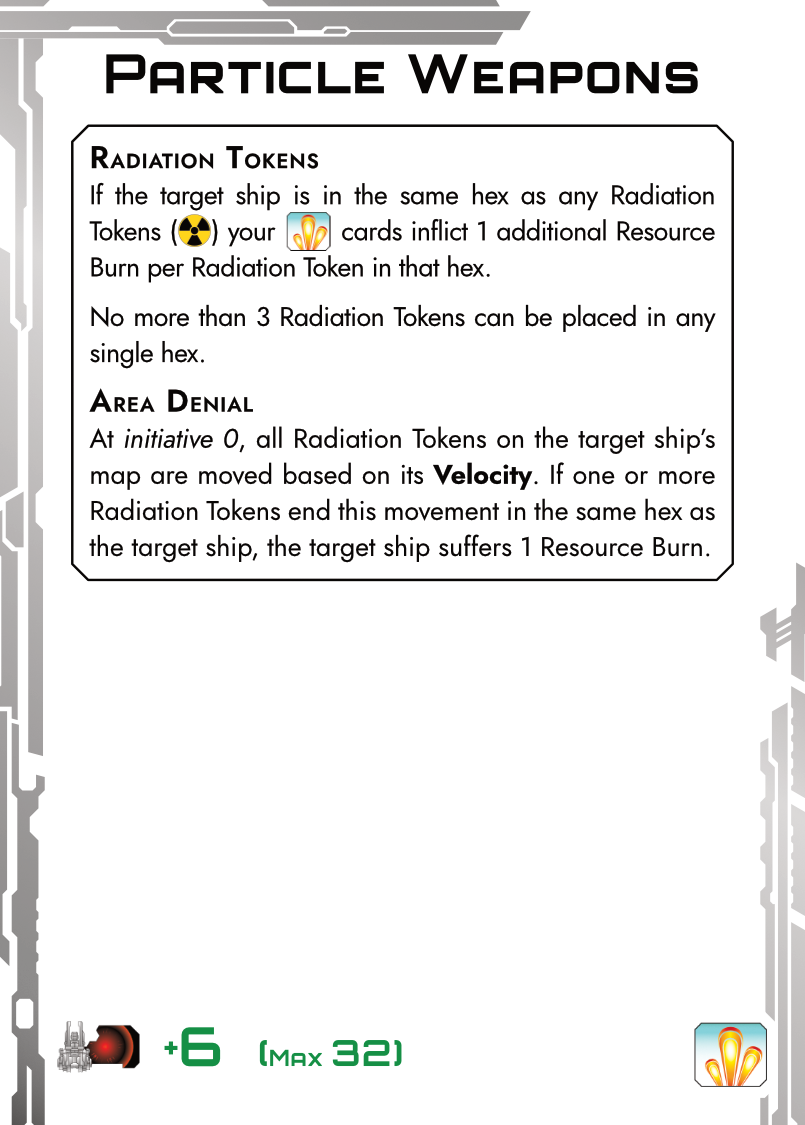 Particle Weapons
Radiation Tokens
If the target ship is in the same hex as any Radiation
Tokens (☢) your cards inflict 1 additional Resource
Burn per Radiation Token in that hex.
No more than 3 Radiation Tokens can be placed in any
single hex.
Area Denial
At initiative 0, all Radiation Tokens on the target ship’s
map are moved based on its Velocity. If one or more
Radiation Tokens end this movement in the same hex as
the target ship, the target ship suffers 1 Resource Burn.
+6 (Max 32)